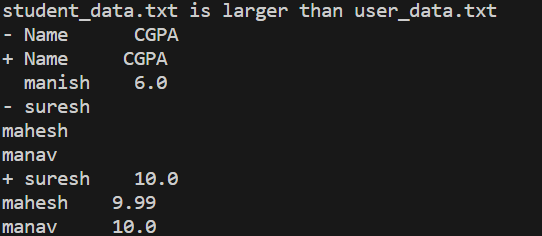 student_data.txt is larger than user_data.txt
- Name      CGPA
+ Name     CGPA
  manish    6.0
- suresh
mahesh
manav
+ suresh    10.0
mahesh    9.99
manav    10.0